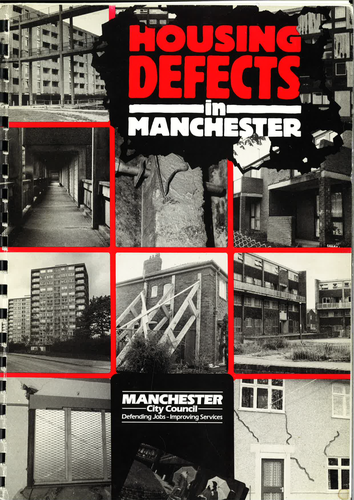 HOUSING
DEFECTS
in
MANCHESTER
MANCHESTER
City Council
Defending Jobs - Improving Services